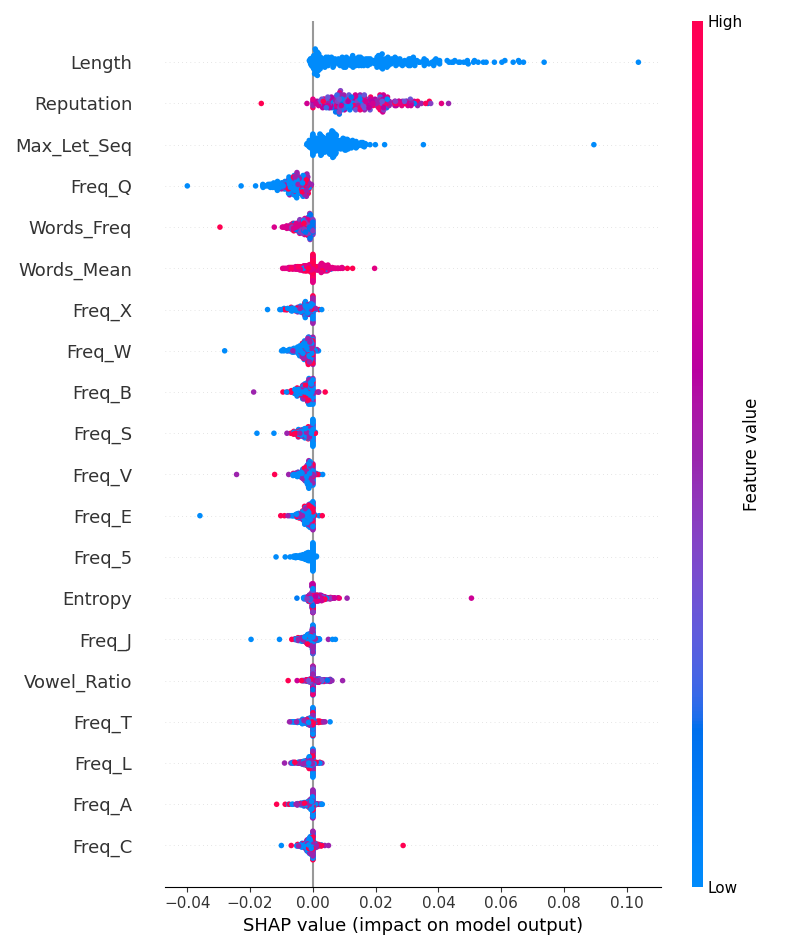 High
Length
Reputation
Max_Let_Seq
Freq_Q
Words_Freq
Words_Mean
Freq_X
Freq_W
Freq_B
Freq_S
Freq_V
Freq_E
Freq_5
Entropy
Freq_J
Vowel_Ratio
Freq_T
Freq_L
Freq_A
Freq_C
Feature value
Low
−0.04 −0.02 0.00 0.02 0.04 0.06 0.08 0.10
SHAP value (impact on model output)